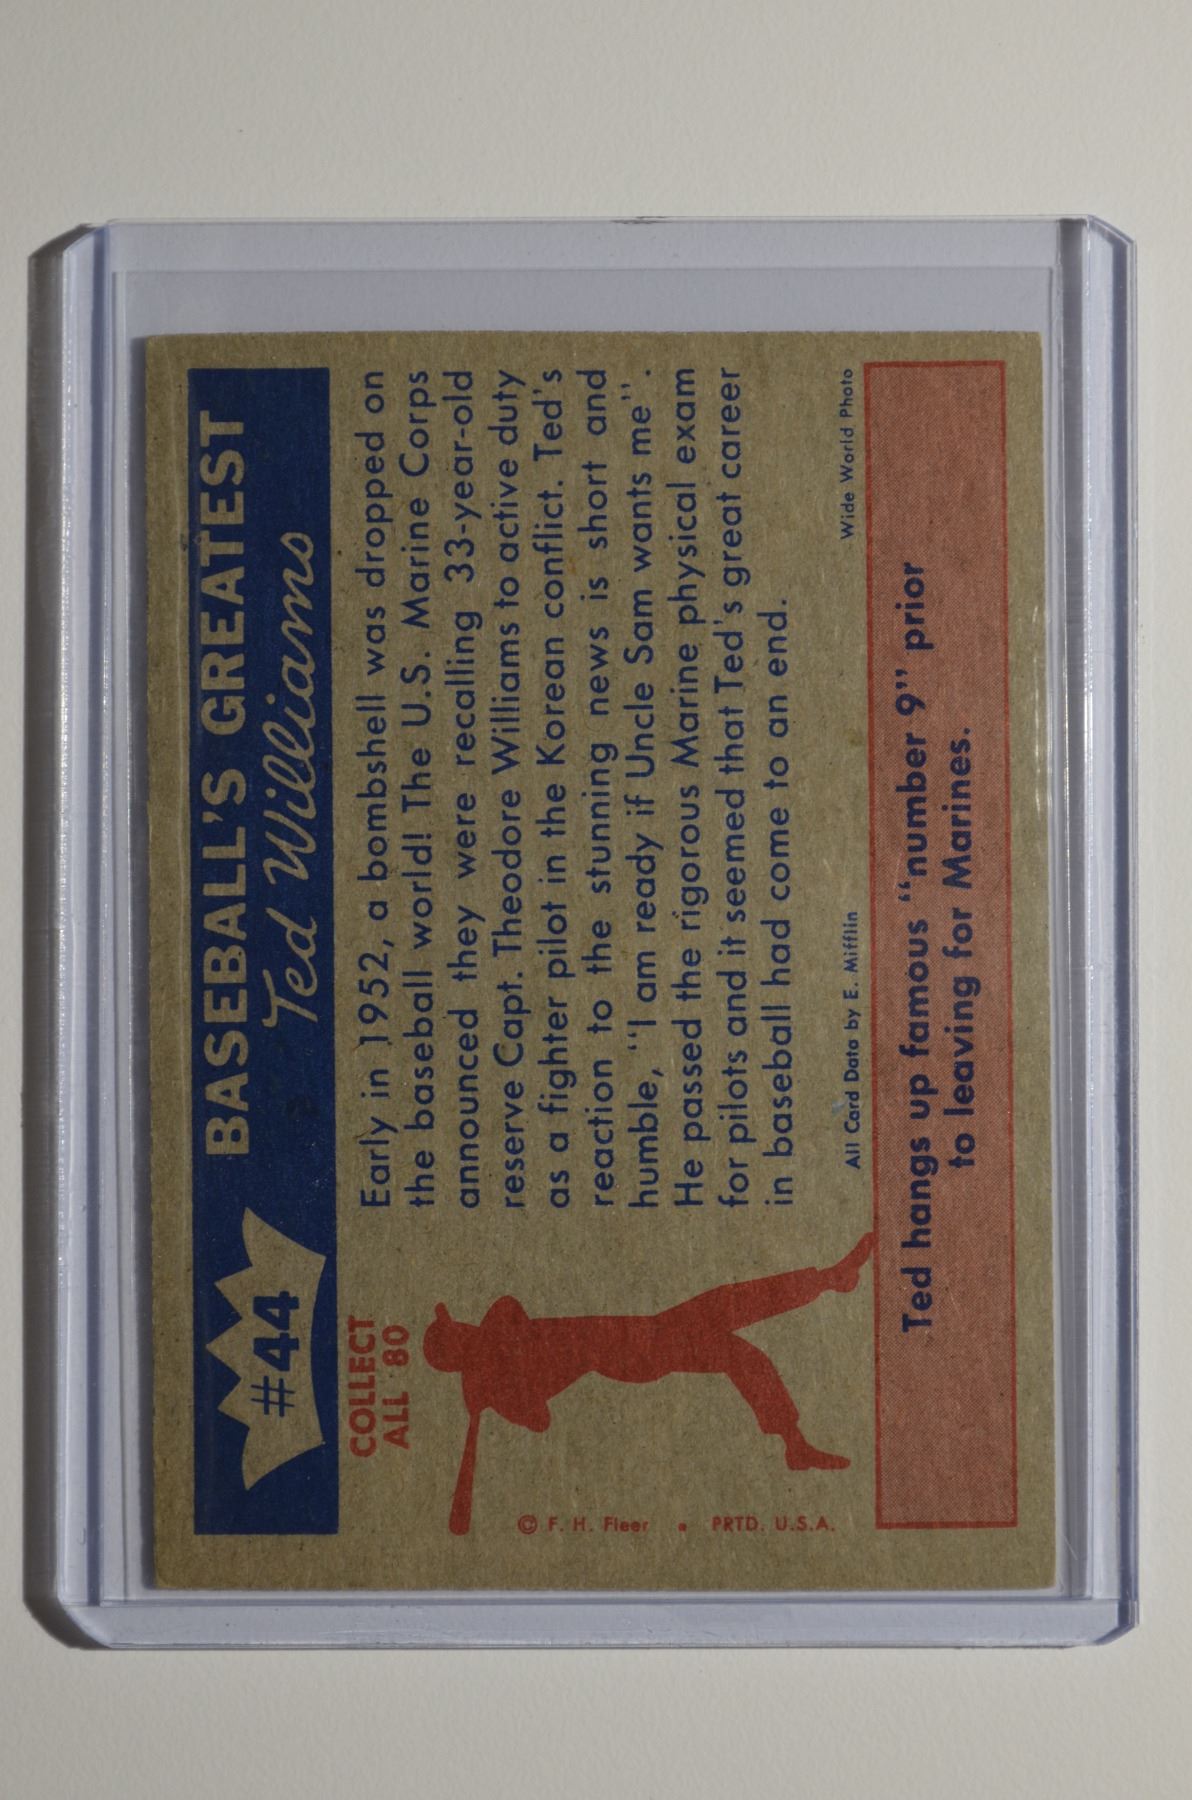 #44
BASEBALL'S GREATEST
Ted Williams
COLLECT
ALL 80
Early in 1952, a bombshell was dropped on
the baseball world! The U.S. Marine Corps
announced they were recalling 33-year-old
reserve Capt. Theodore Williams to active duty
as a fighter pilot in the Korean conflict. Ted's
reaction to the stunning news is short and
humble, "I am ready if Uncle Sam wants me".
He passed the rigorous Marine physical exam
for pilots and it seemed that Ted's great career
in baseball had come to an end.
© F. H. Fleer • PRTD. U.S.A.
All Card Data by E. Mifflin
Wide World Photo
Ted hangs up famous "number 9" prior
to leaving for Marines.